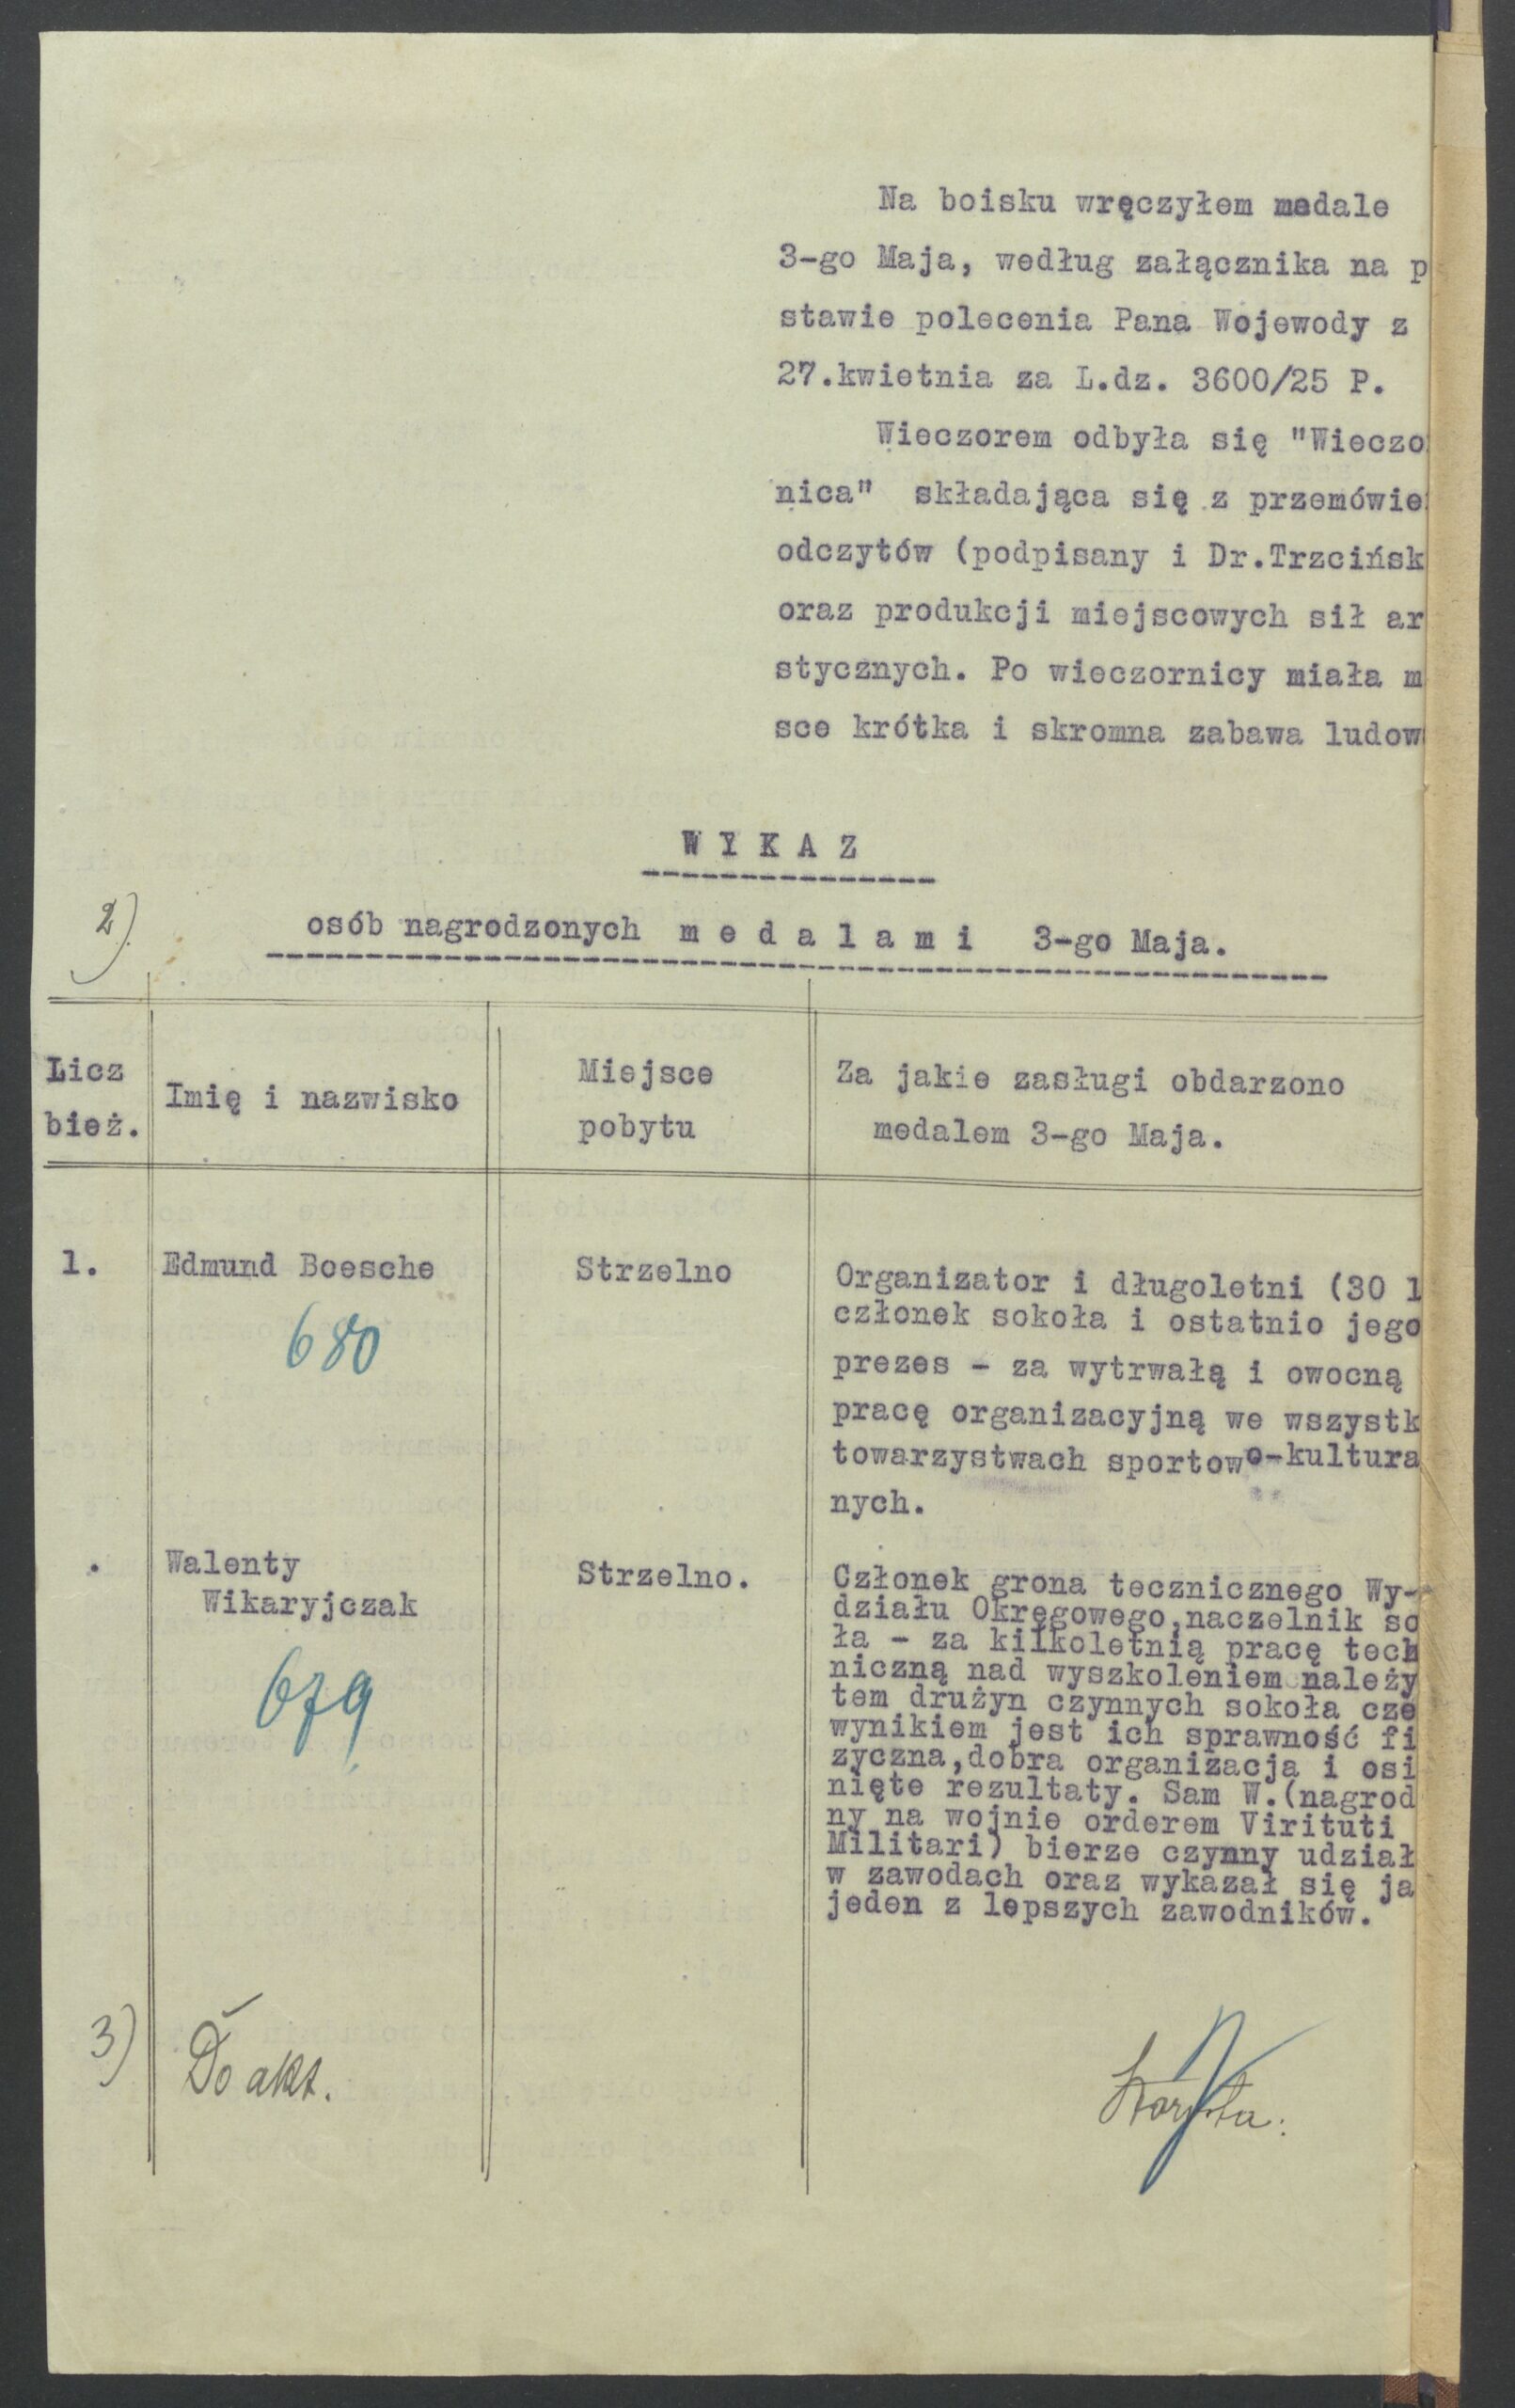 Na boisku wręczyłem medale
3-go Maja, według załącznika na p
stawie polecenia Pana Wojewody z
27.kwietnia za L.dz. 3600/25 P.
Wieczorem odbyła się "Wieczo
nica" składająca się z przemówie
odczytów (podpisany i Dr.Trzcińsk
oraz produkcji miejscowych sił ar
stycznych. Po wieczornicy miała m
sce krótka i skromna zabawa ludow
W Y K A Z
2)
osób nagrodzonych m e d a l a m i 3-go Maja.
Licz
bież.
Imię i nazwisko
Miejsce
pobytu
Za jakie zasługi obdarzono
medalem 3-go Maja.
1.
Edmund Boesche
680
Strzelno
Organizator i długoletni (30 l
członek sokoła i ostatnio jego
prezes - za wytrwałą i owocną
pracę organizacyjną we wszystk
towarzystwach sportowo-kultura
nych.
.
Walenty
Wikaryjczak
679
Strzelno.
Członek grona tecznicznego Wy-
działu Okręgowego,naczelnik so
ła - za kilkoletnią pracę tech
niczną nad wyszkoleniem należy
tem drużyn czynnych sokoła cze
wynikiem jest ich sprawność fi
zyczna,dobra organizacja i osi
nięte rezultaty. Sam W.(nagrod
ny na wojnie orderem Virituti
Militari) bierze czynny udział
w zawodach oraz wykazał się ja
jeden z lepszych zawodników.
3)
Do akt.